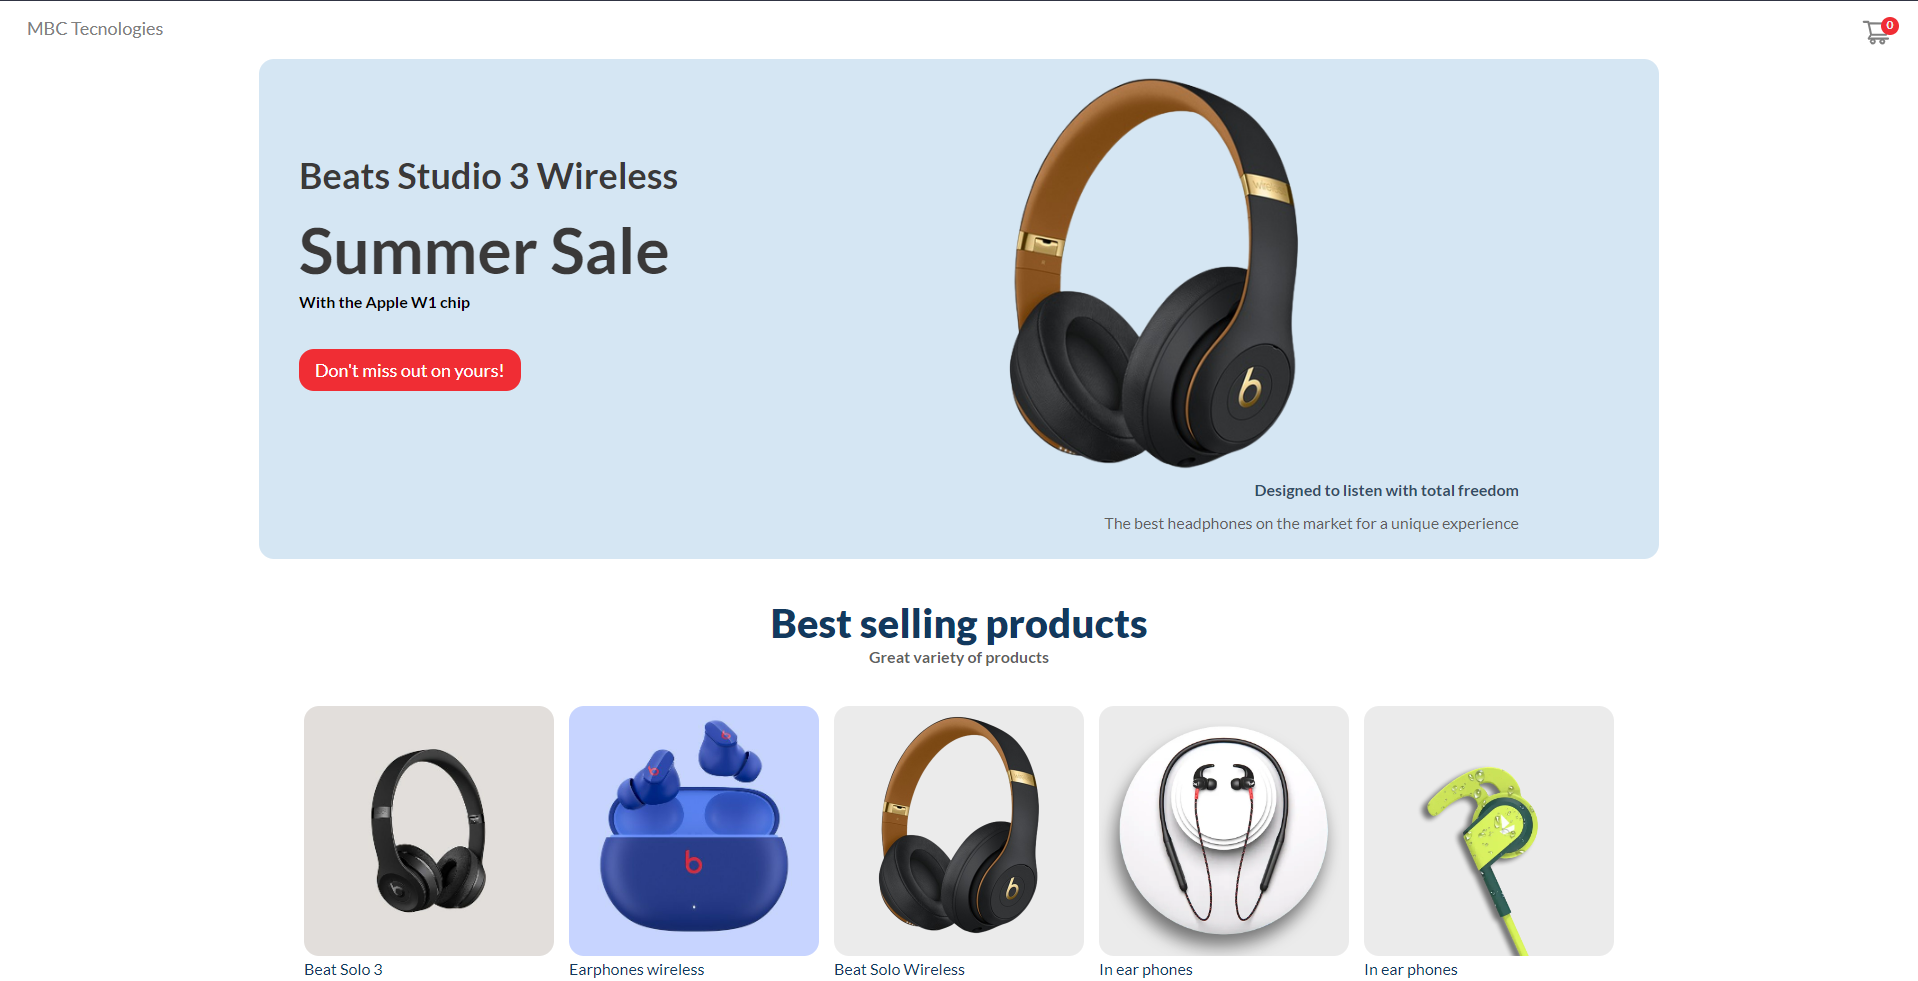 MBC Tecnologies
0
Beats Studio 3 Wireless
Summer Sale
With the Apple W1 chip
Don't miss out on yours!
Designed to listen with total freedom
The best headphones on the market for a unique experience
Best selling products
Great variety of products
Beat Solo 3
Earphones wireless
Beat Solo Wireless
In ear phones
In ear phones